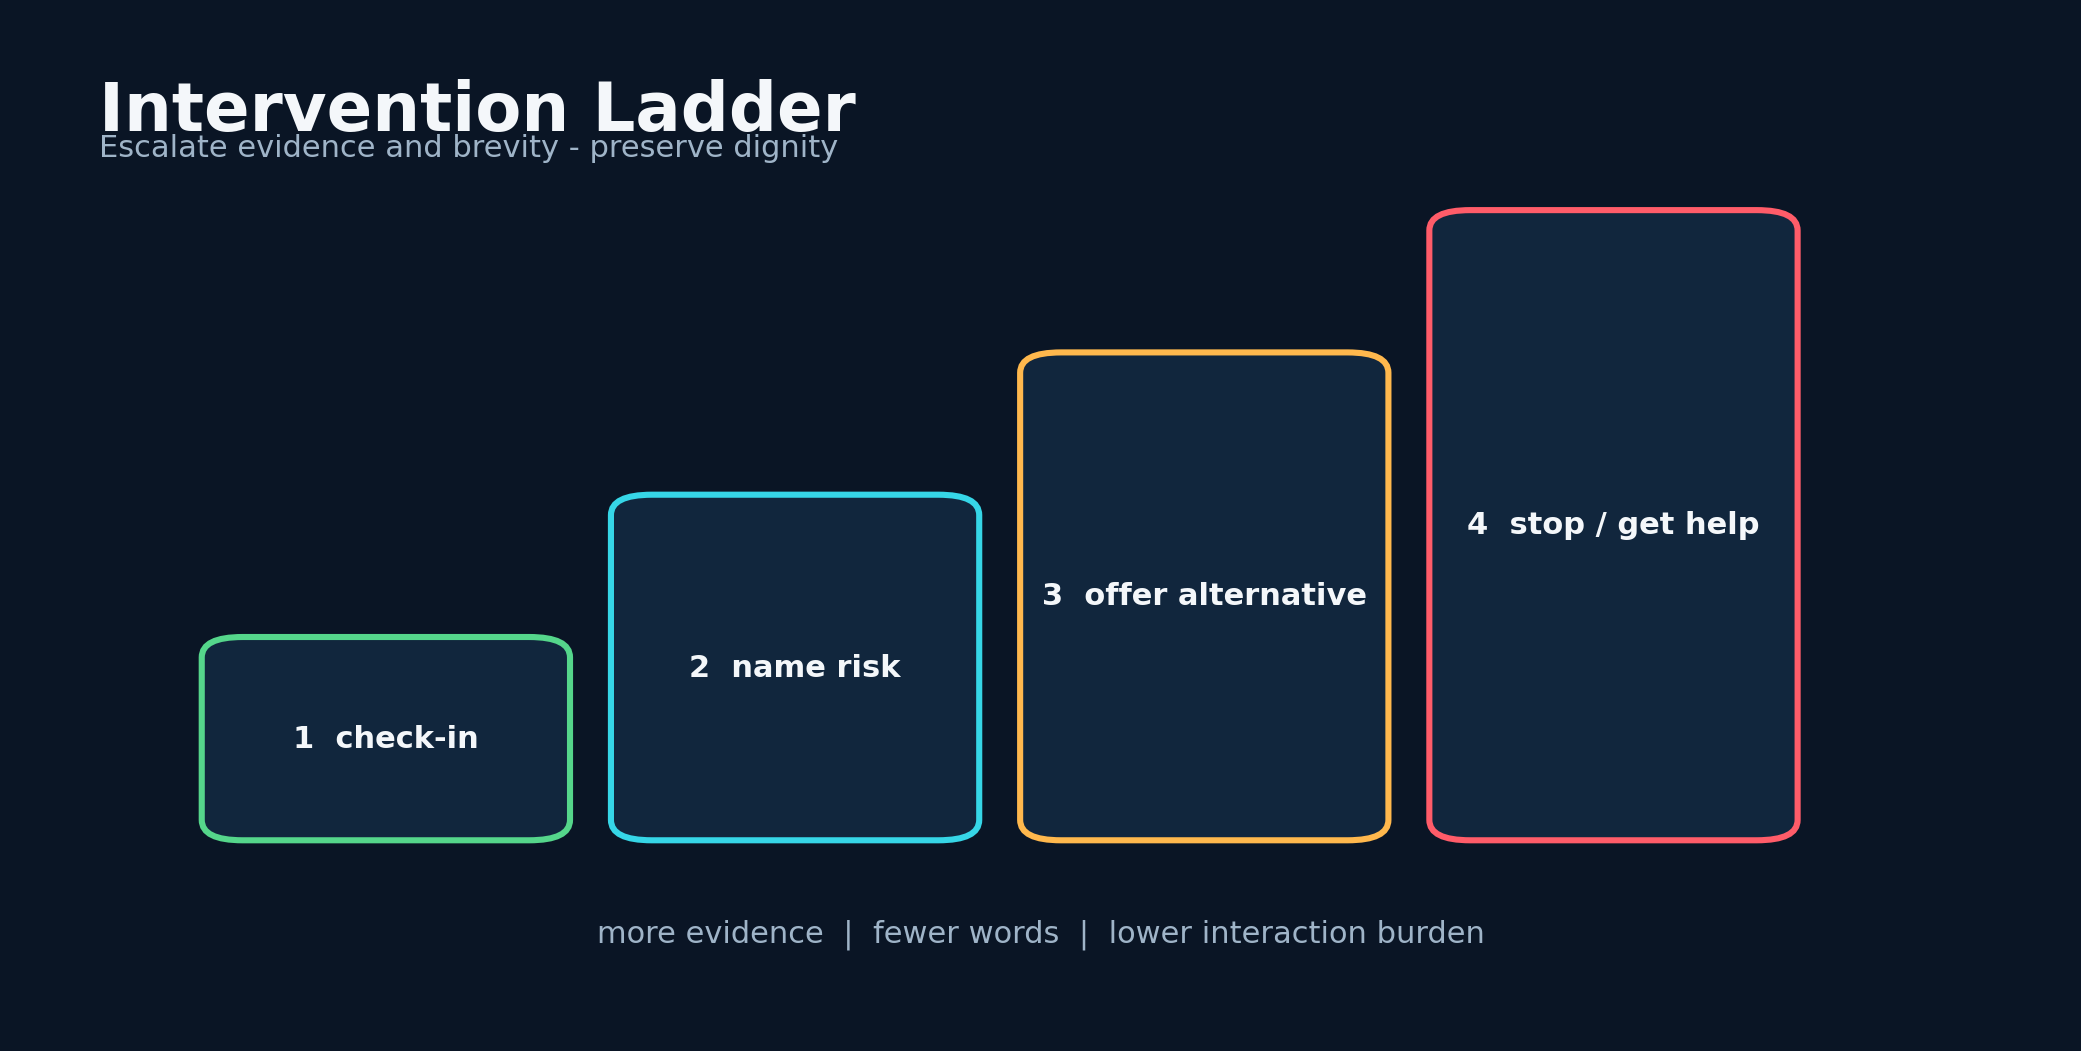 Intervention Ladder
Escalate evidence and brevity - preserve dignity
1 check-in
2 name risk
3 offer alternative
4 stop / get help
more evidence | fewer words | lower interaction burden